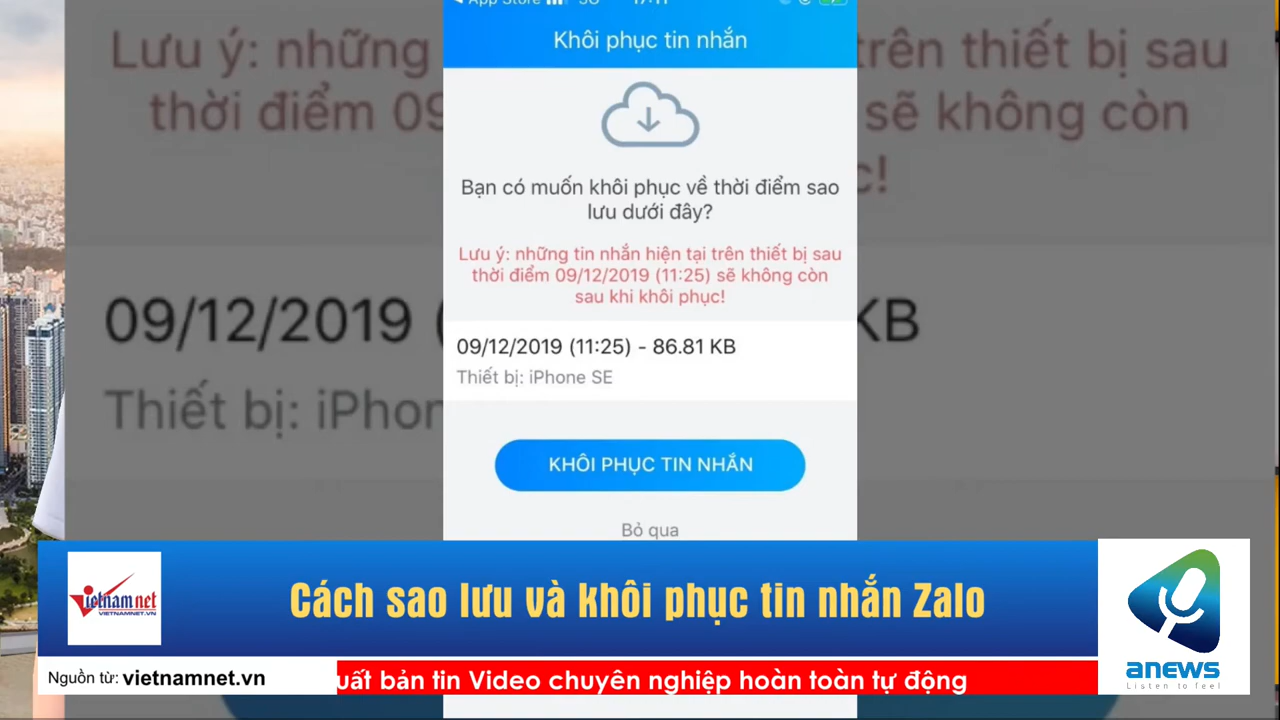 App Store
Khôi phục tin nhắn
Lưu ý: những
trên thiết bị sau
thời điểm 09
sẽ không còn
Bạn có muốn khôi phục về thời điểm sao
lưu dưới đây?
Lưu ý: những tin nhắn hiện tại trên thiết bị sau
thời điểm 09/12/2019 (11:25) sẽ không còn
sau khi khôi phục!
09/12/2019 (
KB
09/12/2019 (11:25) - 86.81 KB
Thiết bị: iPhone SE
Thiết bị: iPhon
KHÔI PHỤC TIN NHẮN
Bỏ qua
Vietnamnet
VIETNAMNET.VN
Cách sao lưu và khôi phục tin nhắn Zalo
anews
Listen to feel
Nguồn từ: vietnamnet.vn
uất bản tin Video chuyên nghiệp hoàn toàn tự động